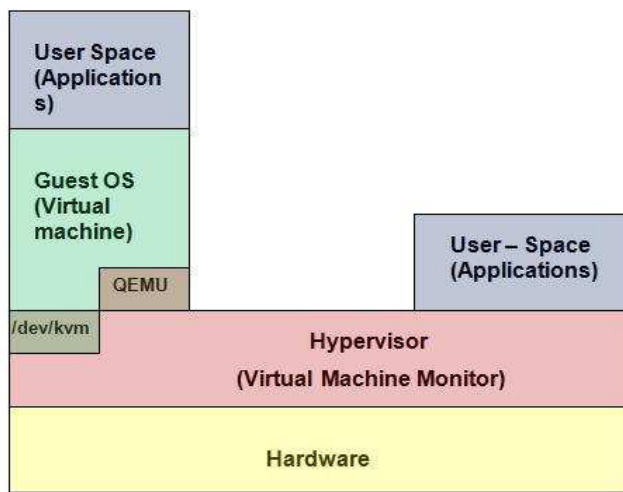 User Space
(Application
s)
Guest OS
(Virtual
machine)
QEMU
/dev/kvm
User – Space
(Applications)
Hypervisor
(Virtual Machine Monitor)
Hardware